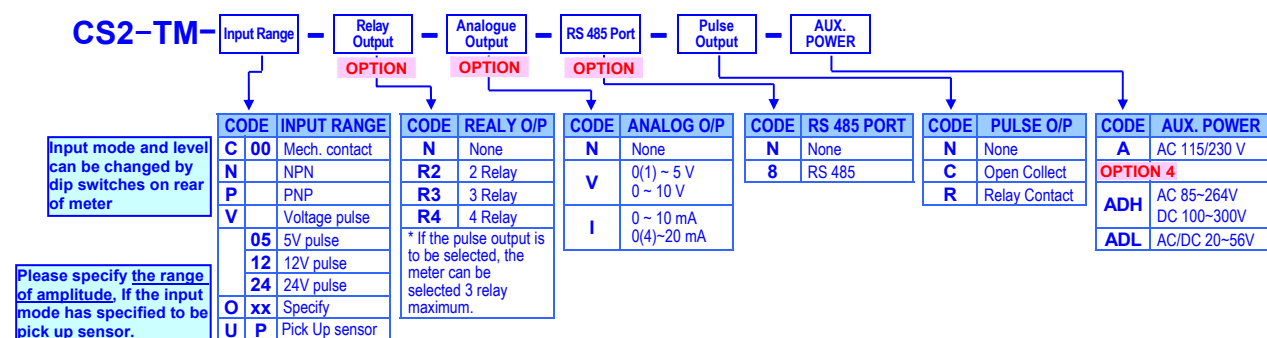 CS2-TM- Input Range - Relay Output - Analogue Output - RS 485 Port - Pulse Output - AUX. POWER
OPTION OPTION OPTION
Input mode and level
can be changed by
dip switches on rear
of meter
Please specify the range
of amplitude, If the input
mode has specified to be
pick up sensor.
CODE INPUT RANGE
C 00 Mech. contact
N NPN
P PNP
V Voltage pulse
05 5V pulse
12 12V pulse
24 24V pulse
O xx Specify
U P Pick Up sensor
CODE REALY O/P
N None
R2 2 Relay
R3 3 Relay
R4 4 Relay
* If the pulse output is
to be selected, the
meter can be
selected 3 relay
maximum.
CODE ANALOG O/P
N None
V 0(1) ~ 5 V
0 ~ 10 V
I 0 ~ 10 mA
0(4)~20 mA
CODE RS 485 PORT
N None
8 RS 485
CODE PULSE O/P
N None
C Open Collect
R Relay Contact
CODE AUX. POWER
A AC 115/230 V
OPTION 4
ADH AC 85~264V
DC 100~300V
ADL AC/DC 20~56V